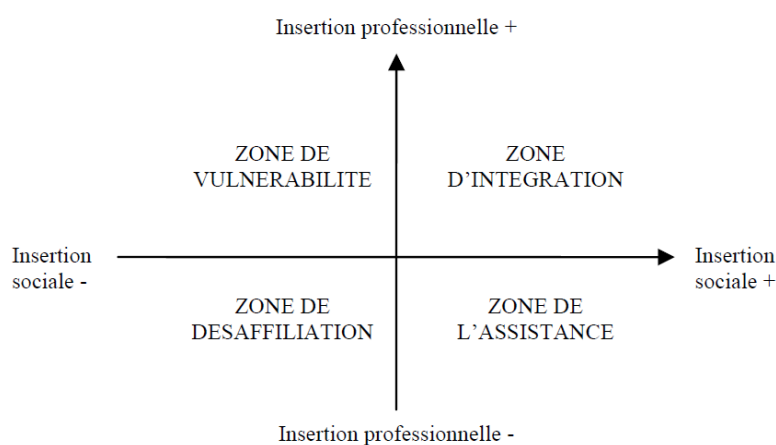 Insertion professionnelle +
ZONE DE
VULNERABILITE
ZONE
D'INTEGRATION
Insertion
sociale -
Insertion
sociale +
ZONE DE
DESAFFILIATION
ZONE DE
L'ASSISTANCE
Insertion professionnelle -